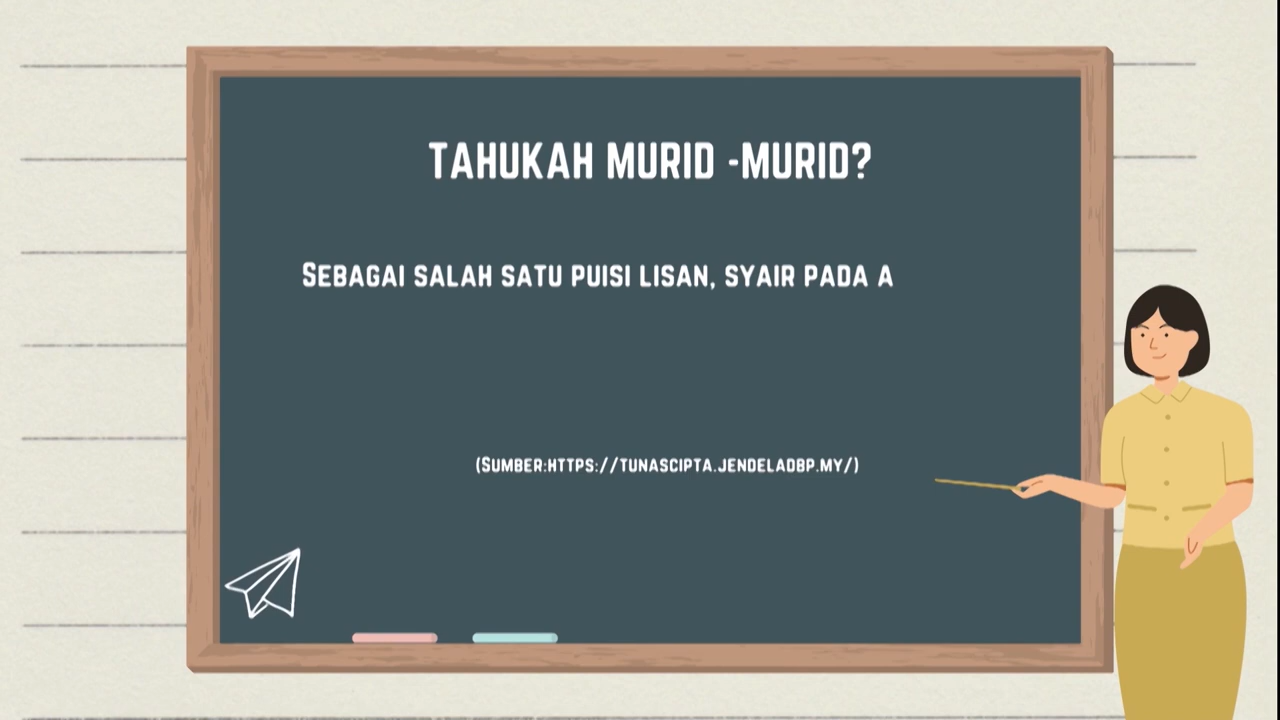 TAHUKAH MURID -MURID?
SEBAGAI SALAH SATU PUISI LISAN, SYAIR PADA A
(SUMBER:HTTPS://TUNASCIPTA.JENDELADBP.MY/)